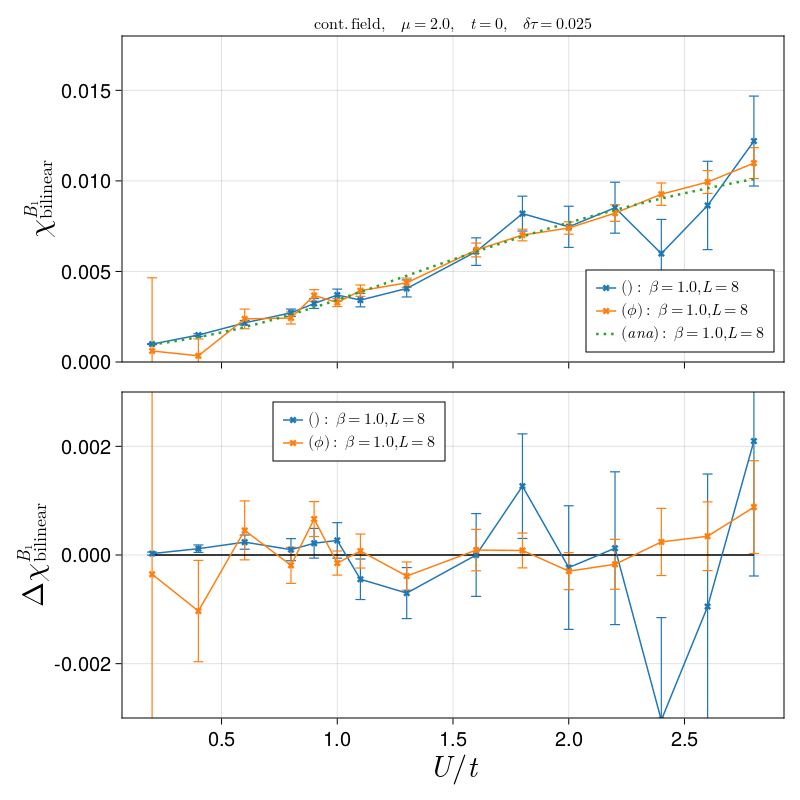 cont. field, μ = 2.0, t = 0, δτ = 0.025
χ^{B₁}_{bilinear}
0.015
0.010
0.005
0.000
() : β = 1.0,L = 8
(ϕ) : β = 1.0,L = 8
(ana) : β = 1.0,L = 8
Δχ^{B₁}_{bilinear}
0.002
0.000
-0.002
() : β = 1.0,L = 8
(ϕ) : β = 1.0,L = 8
0.5 1.0 1.5 2.0 2.5
U/t